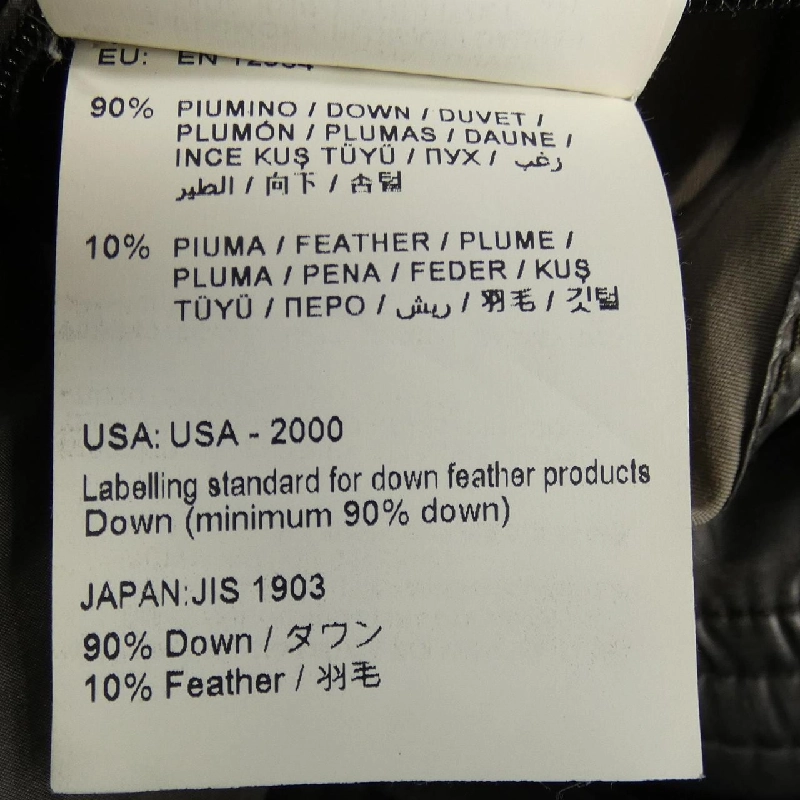 EU: EN 12934
90% PIUMINO / DOWN / DUVET /
PLUMÓN / PLUMAS / DAUNE /
INCE KUŞ TÜYÜ / ПУХ / زغب
الطير / 向下 / 솜털
10% PIUMA / FEATHER / PLUME /
PLUMA / PENA / FEDER / KUŞ
TÜYÜ / ПЕРО / ريش / 羽毛 / 깃털
USA: USA - 2000
Labelling standard for down feather products
Down (minimum 90% down)
JAPAN:JIS 1903
90% Down / ダウン
10% Feather / 羽毛